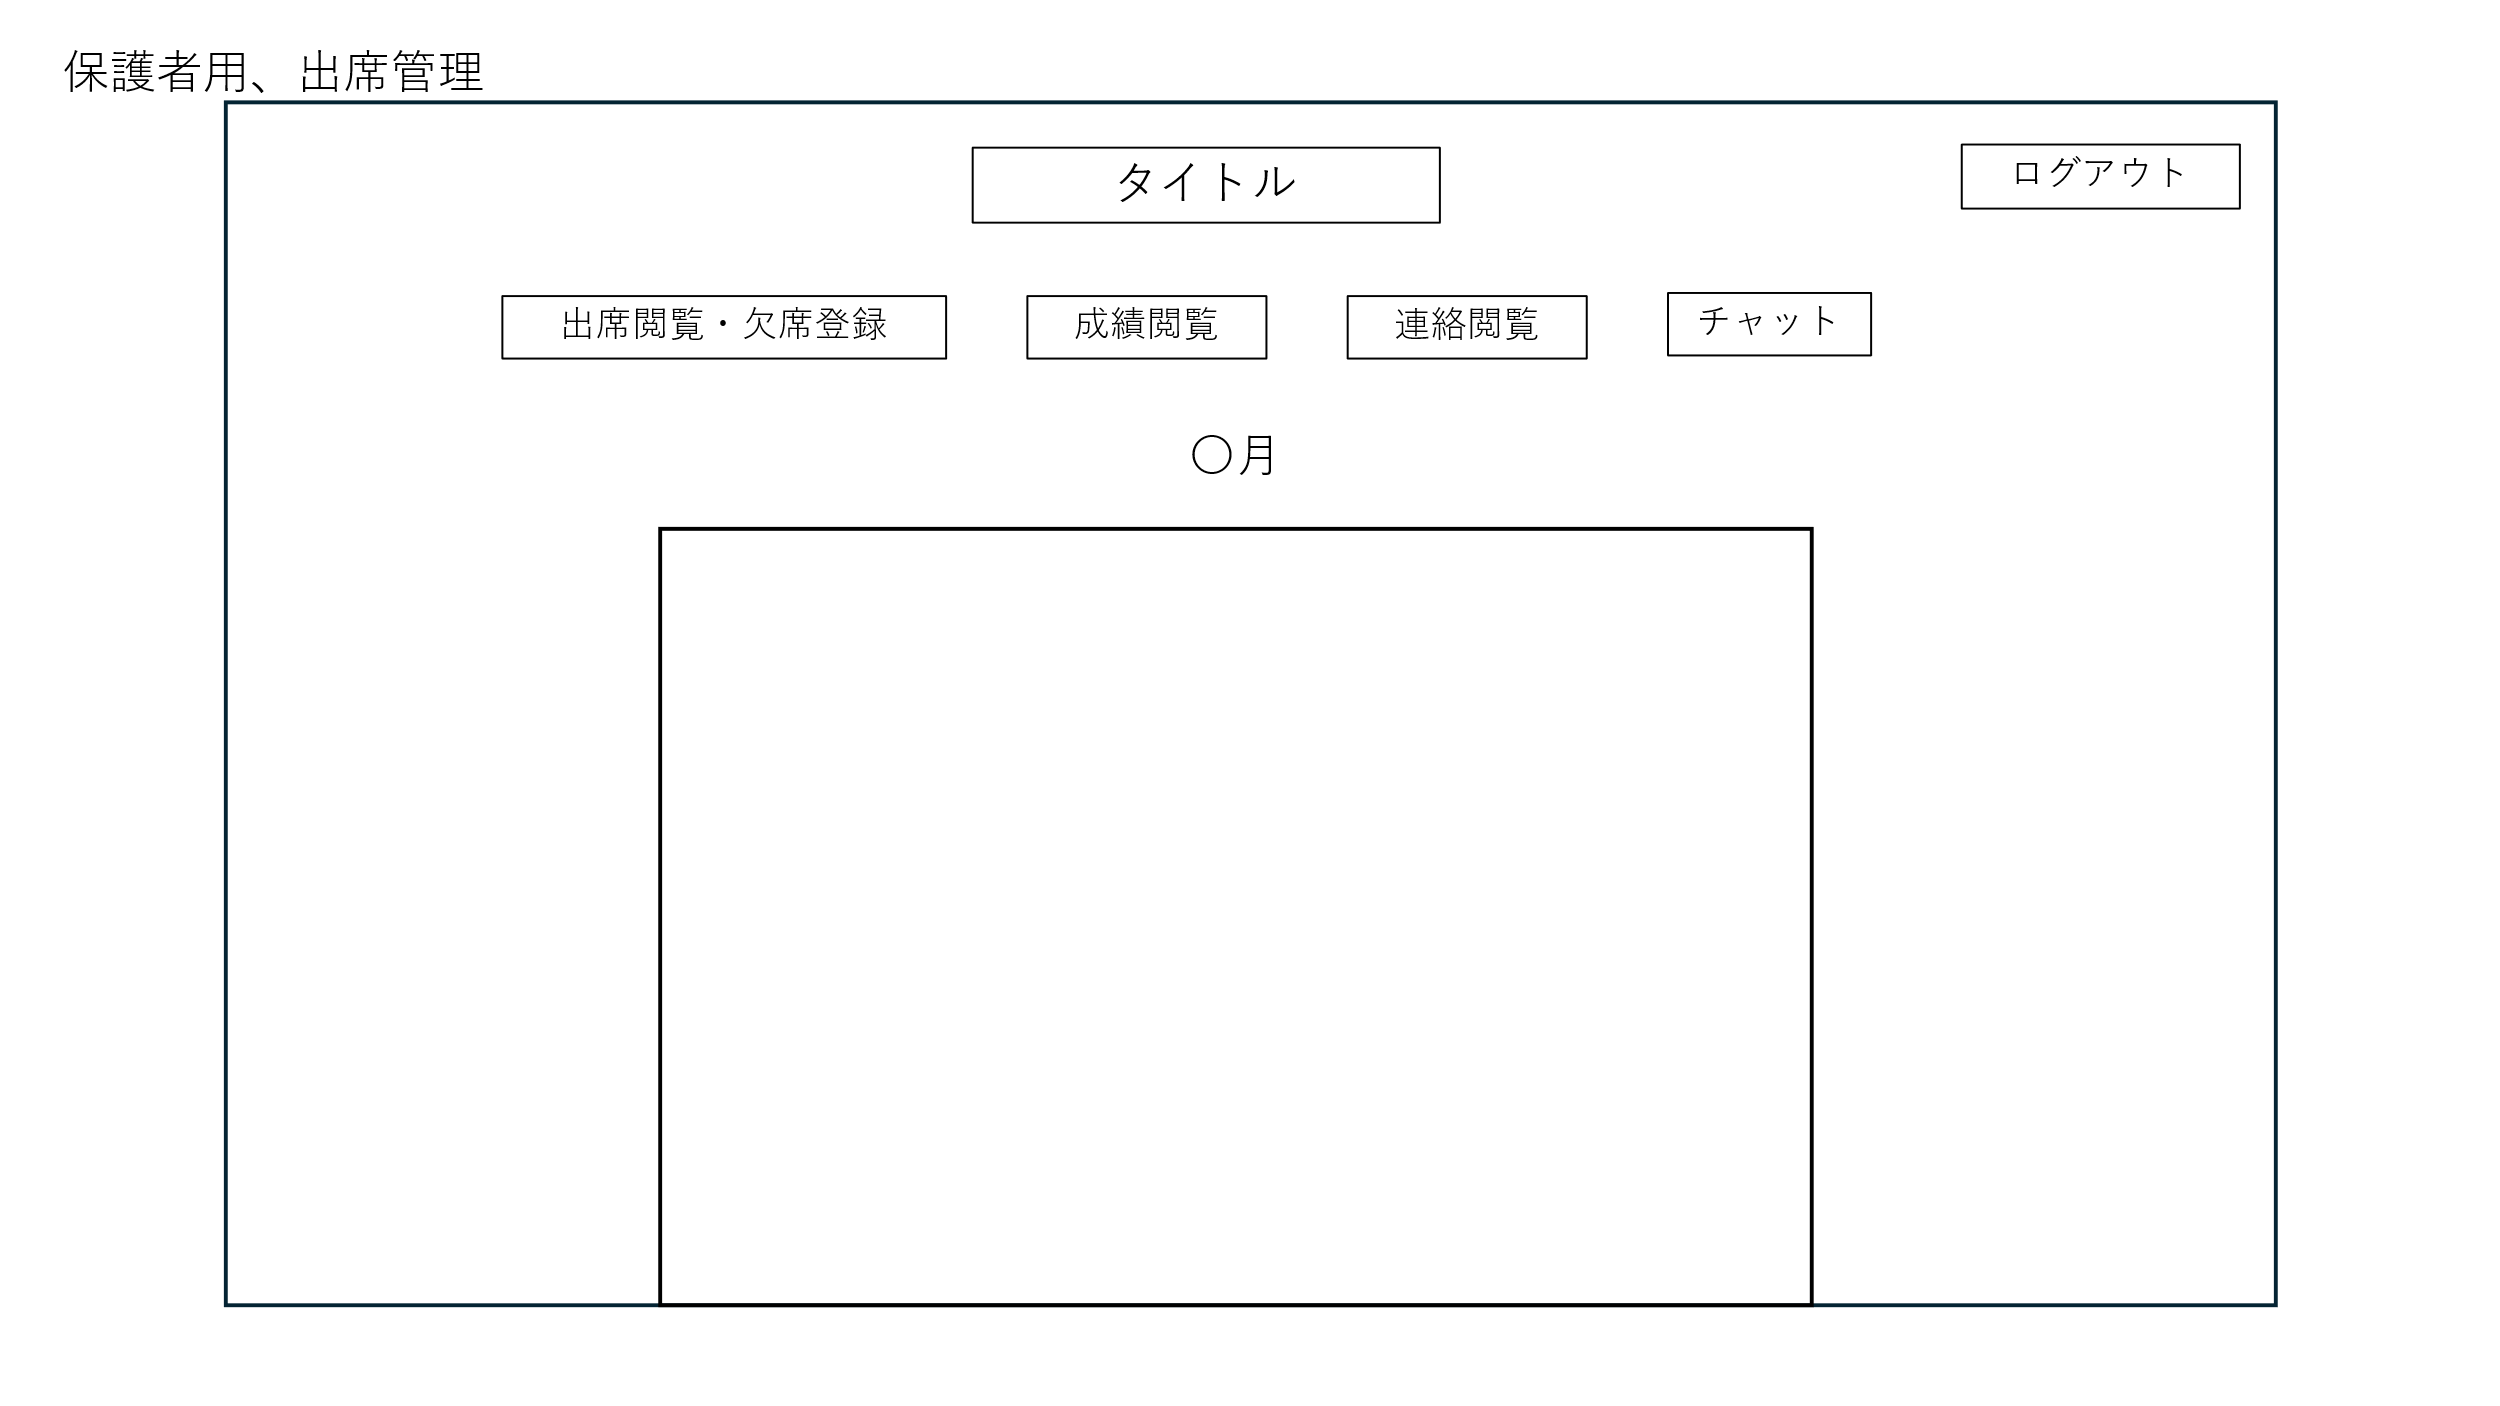 保護者用、出席管理
タイトル
ログアウト
出席閲覧・欠席登録
成績閲覧
連絡閲覧
チャット
〇月